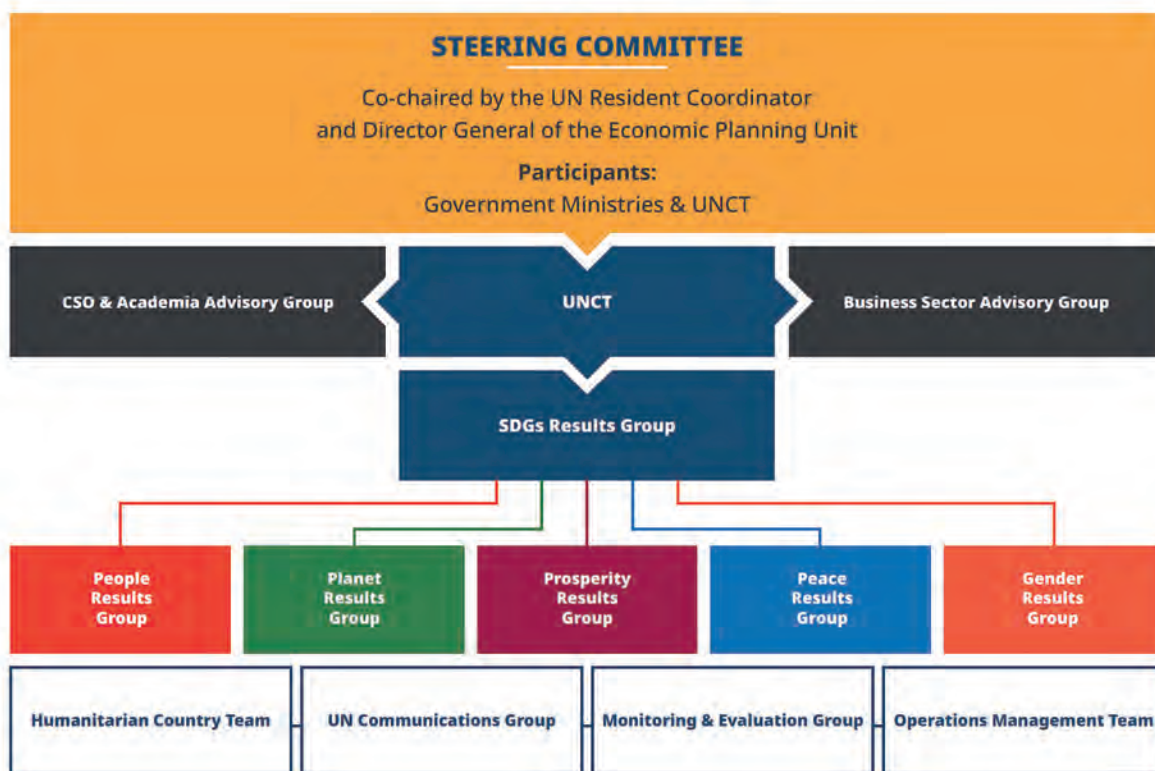 STEERING COMMITTEE
Co-chaired by the UN Resident Coordinator
and Director General of the Economic Planning Unit
Participants:
Government Ministries & UNCT
CSO & Academia Advisory Group
UNCT
Business Sector Advisory Group
SDGs Results Group
People
Results
Group
Planet
Results
Group
Prosperity
Results
Group
Peace
Results
Group
Gender
Results
Group
Humanitarian Country Team
UN Communications Group
Monitoring & Evaluation Group
Operations Management Team